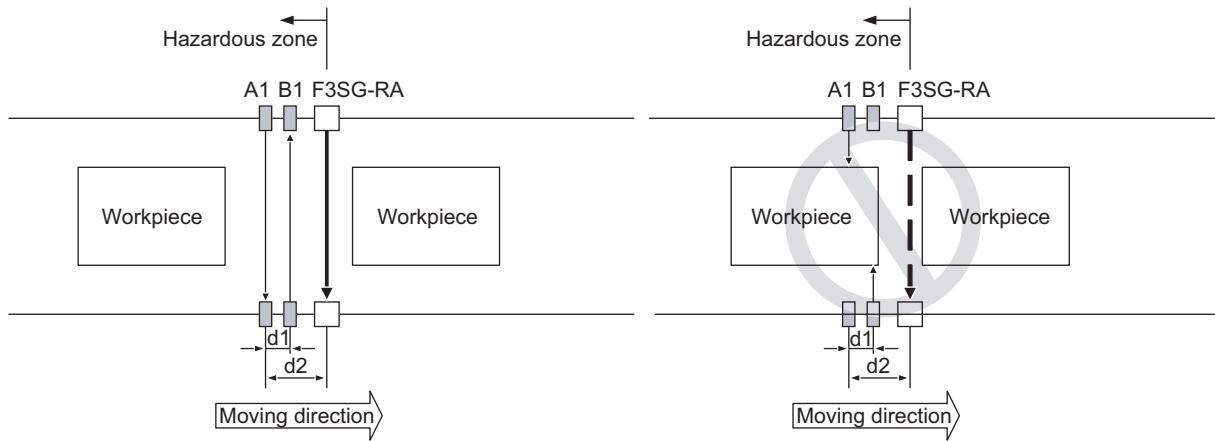 Hazardous zone
A1 B1 F3SG-RA
Workpiece
Workpiece
d1
d2
Moving direction
Hazardous zone
A1 B1 F3SG-RA
Workpiece
Workpiece
d1
d2
Moving direction